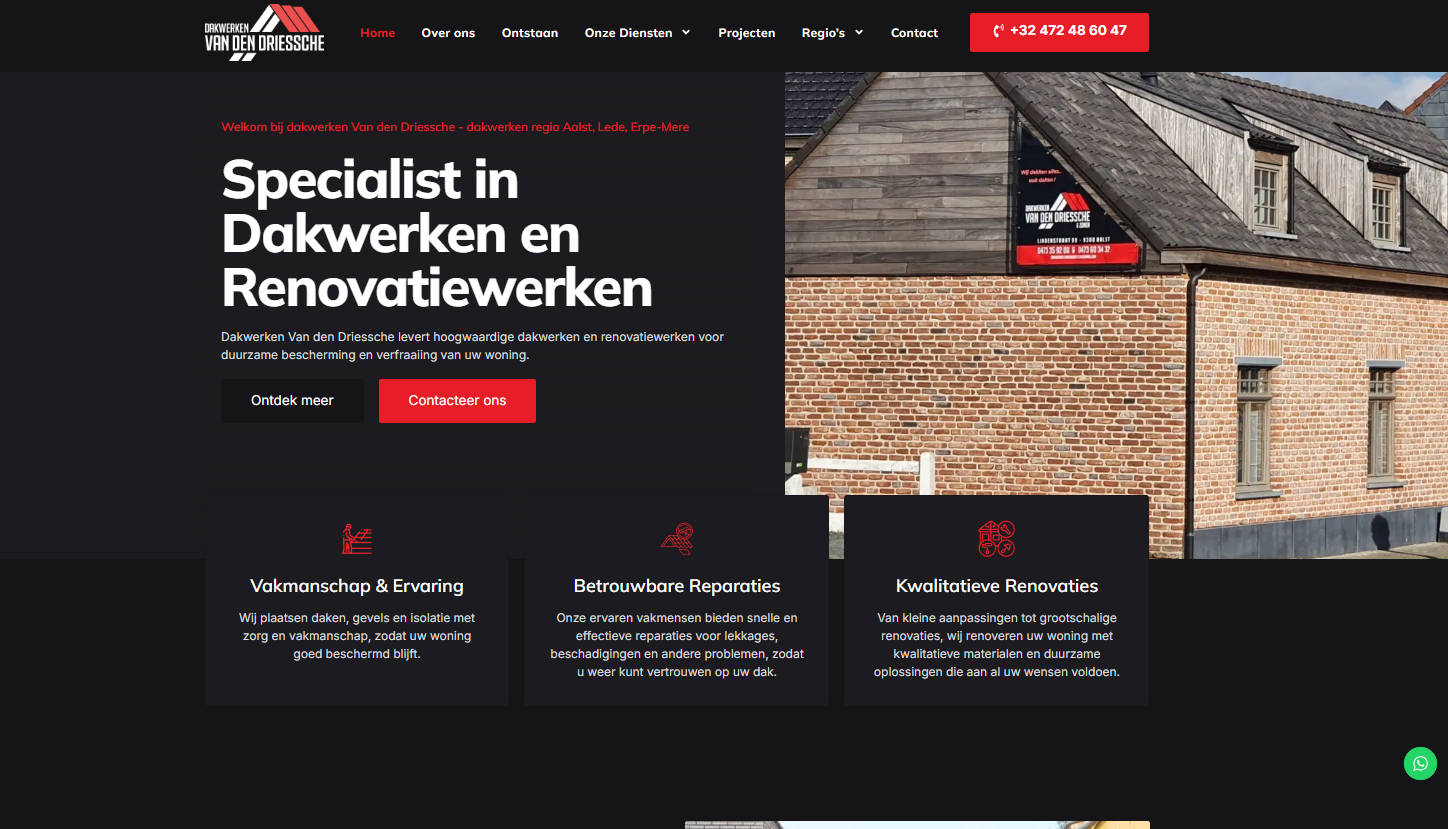 DAKWERKEN
VAN DEN DRIESSCHE
Home
Over ons
Ontstaan
Onze Diensten
Projecten
Regio's
Contact
+32 472 48 60 47
Welkom bij dakwerken Van den Driessche - dakwerken regio Aalst, Lede, Erpe-Mere
Specialist in
Dakwerken en
Renovatiewerken
Dakwerken Van den Driessche levert hoogwaardige dakwerken en renovatiewerken voor
duurzame bescherming en verfraaiing van uw woning.
Ontdek meer
Contacteer ons
Wij dekken alles...
DAKWERKEN
VAN DEN DRIESSCHE
& ZONEN
0473 35 92 08 & 0473 60 34 32
Vakmanschap & Ervaring
Wij plaatsen daken, gevels en isolatie met
zorg en vakmanschap, zodat uw woning
goed beschermd blijft.
Betrouwbare Reparaties
Onze ervaren vakmensen bieden snelle en
effectieve reparaties voor lekkages,
beschadigingen en andere problemen, zodat
u weer kunt vertrouwen op uw dak.
Kwalitatieve Renovaties
Van kleine aanpassingen tot grootschalige
renovaties, wij renoveren uw woning met
kwalitatieve materialen en duurzame
oplossingen die aan al uw wensen voldoen.